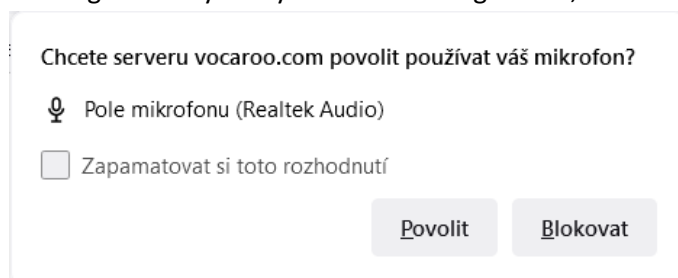 Chcete serveru vocaroo.com povolit používat váš mikrofon?
Pole mikrofonu (Realtek Audio)
Zapamatovat si toto rozhodnutí
Povolit
Blokovat